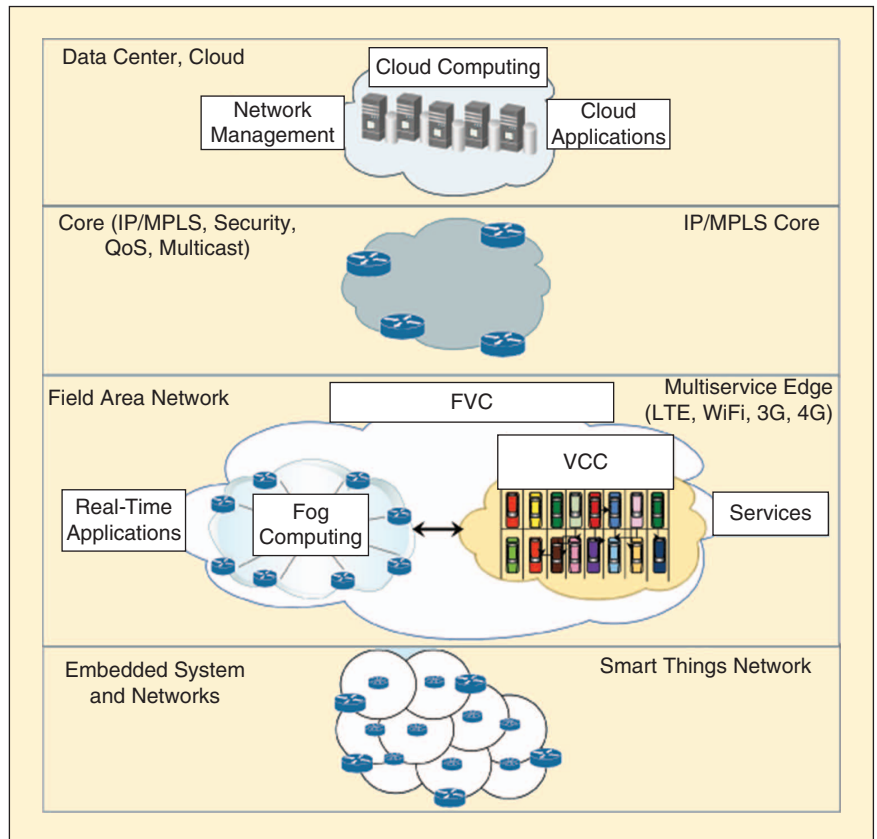 Data Center, Cloud
Cloud Computing
Network
Management
Cloud
Applications
Core (IP/MPLS, Security,
QoS, Multicast)
IP/MPLS Core
Field Area Network
FVC
Multiservice Edge
(LTE, WiFi, 3G, 4G)
VCC
Real-Time
Applications
Fog
Computing
Services
Embedded System
and Networks
Smart Things Network